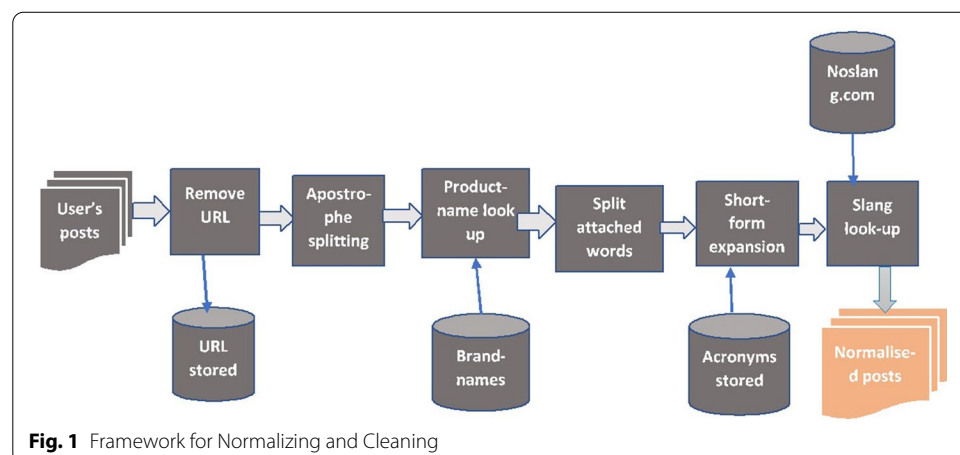 Noslan
g.com
User's
posts
Remove
URL
Apostro-
phe
splitting
Product-
name look
up
Split
attached
words
Short-
form
expansion
Slang
look-up
URL
stored
Brand-
names
Acronyms
stored
Normalise-
d posts
Fig. 1 Framework for Normalizing and Cleaning